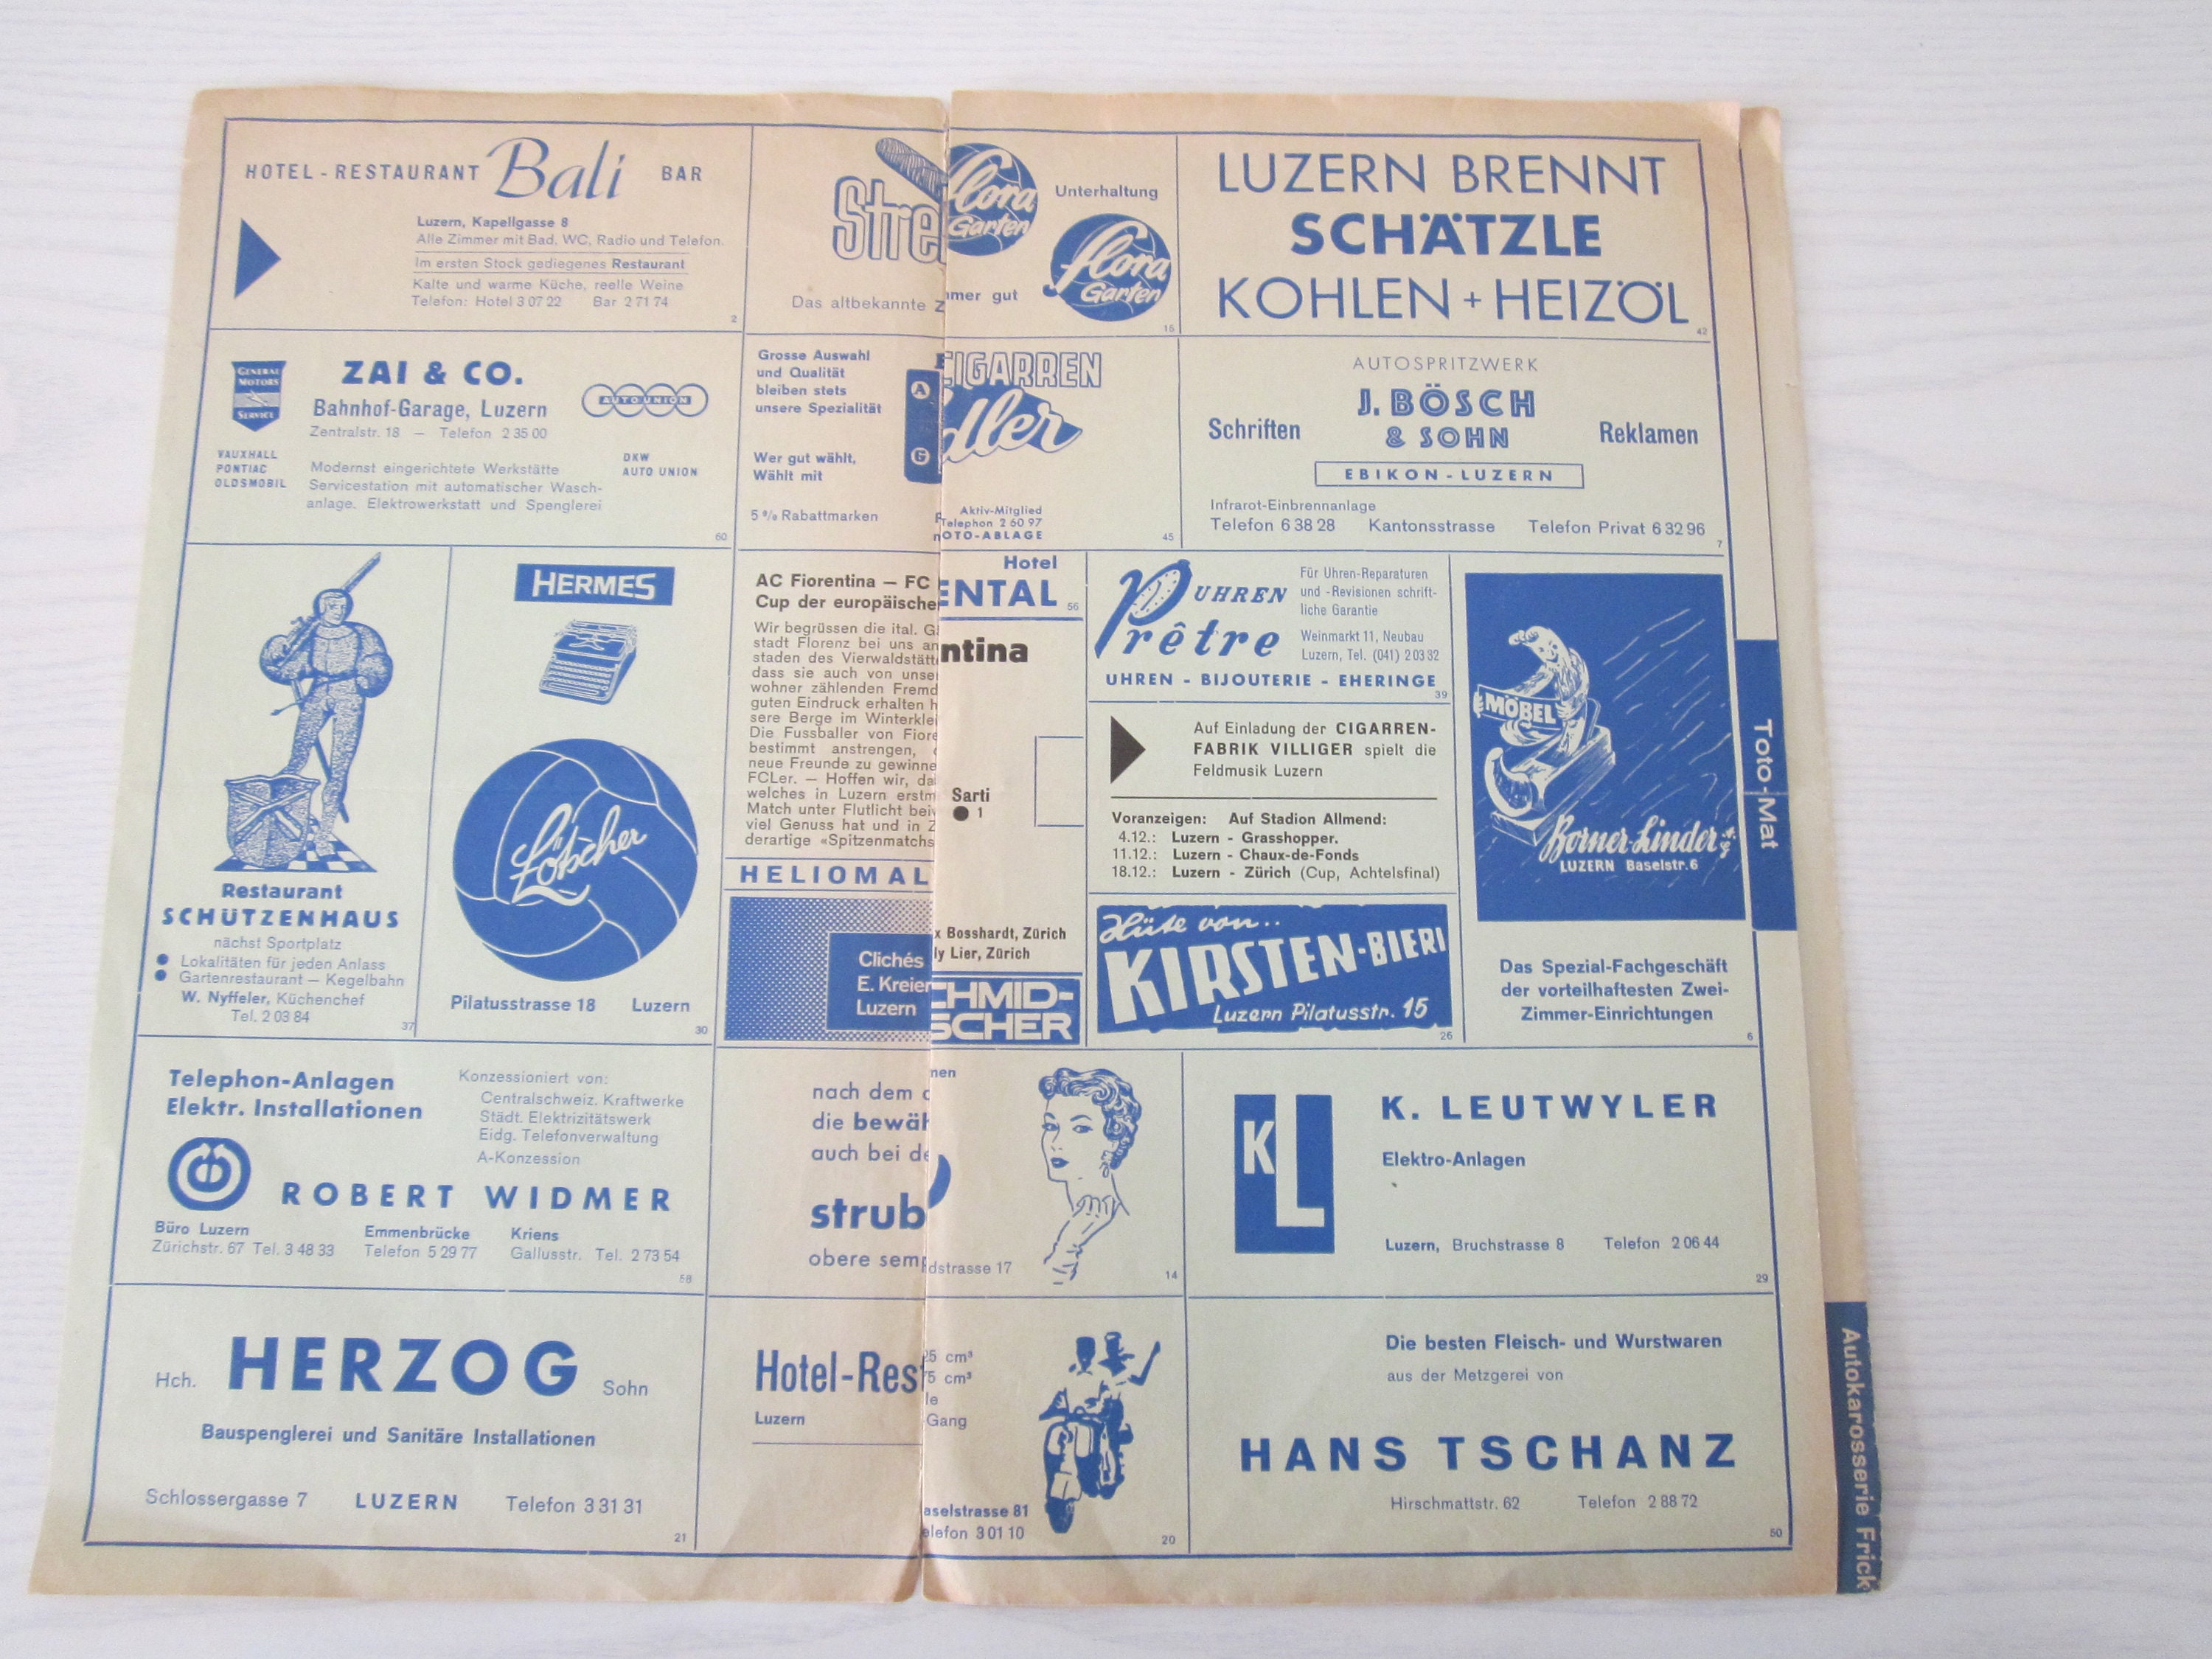 HOTEL-RESTAURANT Bali BAR
Luzern, Kapellgasse 8
Alle Zimmer mit Bad, WC, Radio und Telefon.
Im ersten Stock gediegenes Restaurant
Kalte und warme Küche, reelle Weine
Telefon: Hotel 3 07 22 Bar 2 71 74
2
Stre
Das altbekannte Z
Flora Garten
Unterhaltung
Flora Garten
mmer gut
15
LUZERN BRENNT
SCHÄTZLE
KOHLEN + HEIZÖL
42
GENERAL MOTORS SERVICE
ZAI & CO.
Bahnhof-Garage, Luzern
Zentralstr. 18 — Telefon 2 35 00
AUTO UNION
VAUXHALL
PONTIAC
OLDSMOBIL
Modernst eingerichtete Werkstätte
Servicestation mit automatischer Wasch-
anlage. Elektrowerkstatt und Spenglerei
DKW
AUTO UNION
60
Grosse Auswahl
und Qualität
bleiben stets
unsere Spezialität
A
G
Wer gut wählt,
Wählt mit
5 % Rabattmarken
CIGARREN
dler
Aktiv-Mitglied
Telephon 2 60 97
TOTO-ABLAGE
45
AUTOSPRITZWERK
J. BÖSCH
& SOHN
Schriften Reklamen
EBIKON-LUZERN
Infrarot-Einbrennanlage
Telefon 6 38 28 Kantonsstrasse Telefon Privat 6 32 96
7
Restaurant
SCHÜTZENHAUS
nächst Sportplatz
● Lokalitäten für jeden Anlass
● Gartenrestaurant — Kegelbahn
W. Nyffeler, Küchenchef
Tel. 2 03 84
37
HERMES
Lötscher
Pilatusstrasse 18 Luzern
30
AC Fiorentina — FC
Cup der europäische
Wir begrüssen die ital. G
stadt Florenz bei uns an
staden des Vierwaldstätt
dass sie auch von unse
wohner zählenden Fremd
guten Eindruck erhalten h
sere Berge im Winterklei
Die Fussballer von Fiore
bestimmt anstrengen,
neue Freunde zu gewinne
FCLer. — Hoffen wir, da
welches in Luzern erstm
Match unter Flutlicht bei
viel Genuss hat und in Z
derartige «Spitzenmatchs
HELIOMAL
Clichés
E. Kreier
Luzern
Hotel
ENTAL
56
ntina
Sarti
● 1
x Bosshardt, Zürich
ly Lier, Zürich
CHMID-
SCHER
Prêtre UHREN
Für Uhren-Reparaturen
und -Revisionen schrift-
liche Garantie
Weinmarkt 11, Neubau
Luzern, Tel. (041) 2 03 32
UHREN - BIJOUTERIE - EHERINGE
39
Auf Einladung der CIGARREN-
FABRIK VILLIGER spielt die
Feldmusik Luzern
Voranzeigen: Auf Stadion Allmend:
4.12.: Luzern - Grasshopper.
11.12.: Luzern - Chaux-de-Fonds
18.12.: Luzern - Zürich (Cup, Achtelsfinal)
Hüte von..
KIRSTEN-BIERI
Luzern Pilatusstr. 15
26
MÖBEL
Borner-Linder
LUZERN Baselstr. 6
Das Spezial-Fachgeschäft
der vorteilhaftesten Zwei-
Zimmer-Einrichtungen
6
Toto-Mat
Telephon-Anlagen
Elektr. Installationen
Konzessioniert von:
Centralschweiz. Kraftwerke
Städt. Elektrizitätswerk
Eidg. Telefonverwaltung
A-Konzession
ROBERT WIDMER
Büro Luzern
Zürichstr. 67 Tel. 3 48 33
Emmenbrücke
Telefon 5 29 77
Kriens
Gallusstr. Tel. 2 73 54
58
nach dem
die bewäh
auch bei de
strub
obere sem
men
dstrasse 17
14
KL
K. LEUTWYLER
Elektro-Anlagen
Luzern, Bruchstrasse 8 Telefon 2 06 44
29
Hch. HERZOG Sohn
Bauspenglerei und Sanitäre Installationen
Schlossergasse 7 LUZERN Telefon 3 31 31
21
Hotel-Res
Luzern
25 cm³
75 cm³
le
Gang
aselstrasse 81
elefon 3 01 10
20
Die besten Fleisch- und Wurstwaren
aus der Metzgerei von
HANS TSCHANZ
Hirschmattstr. 62 Telefon 2 88 72
50
Autokarosserie Frick